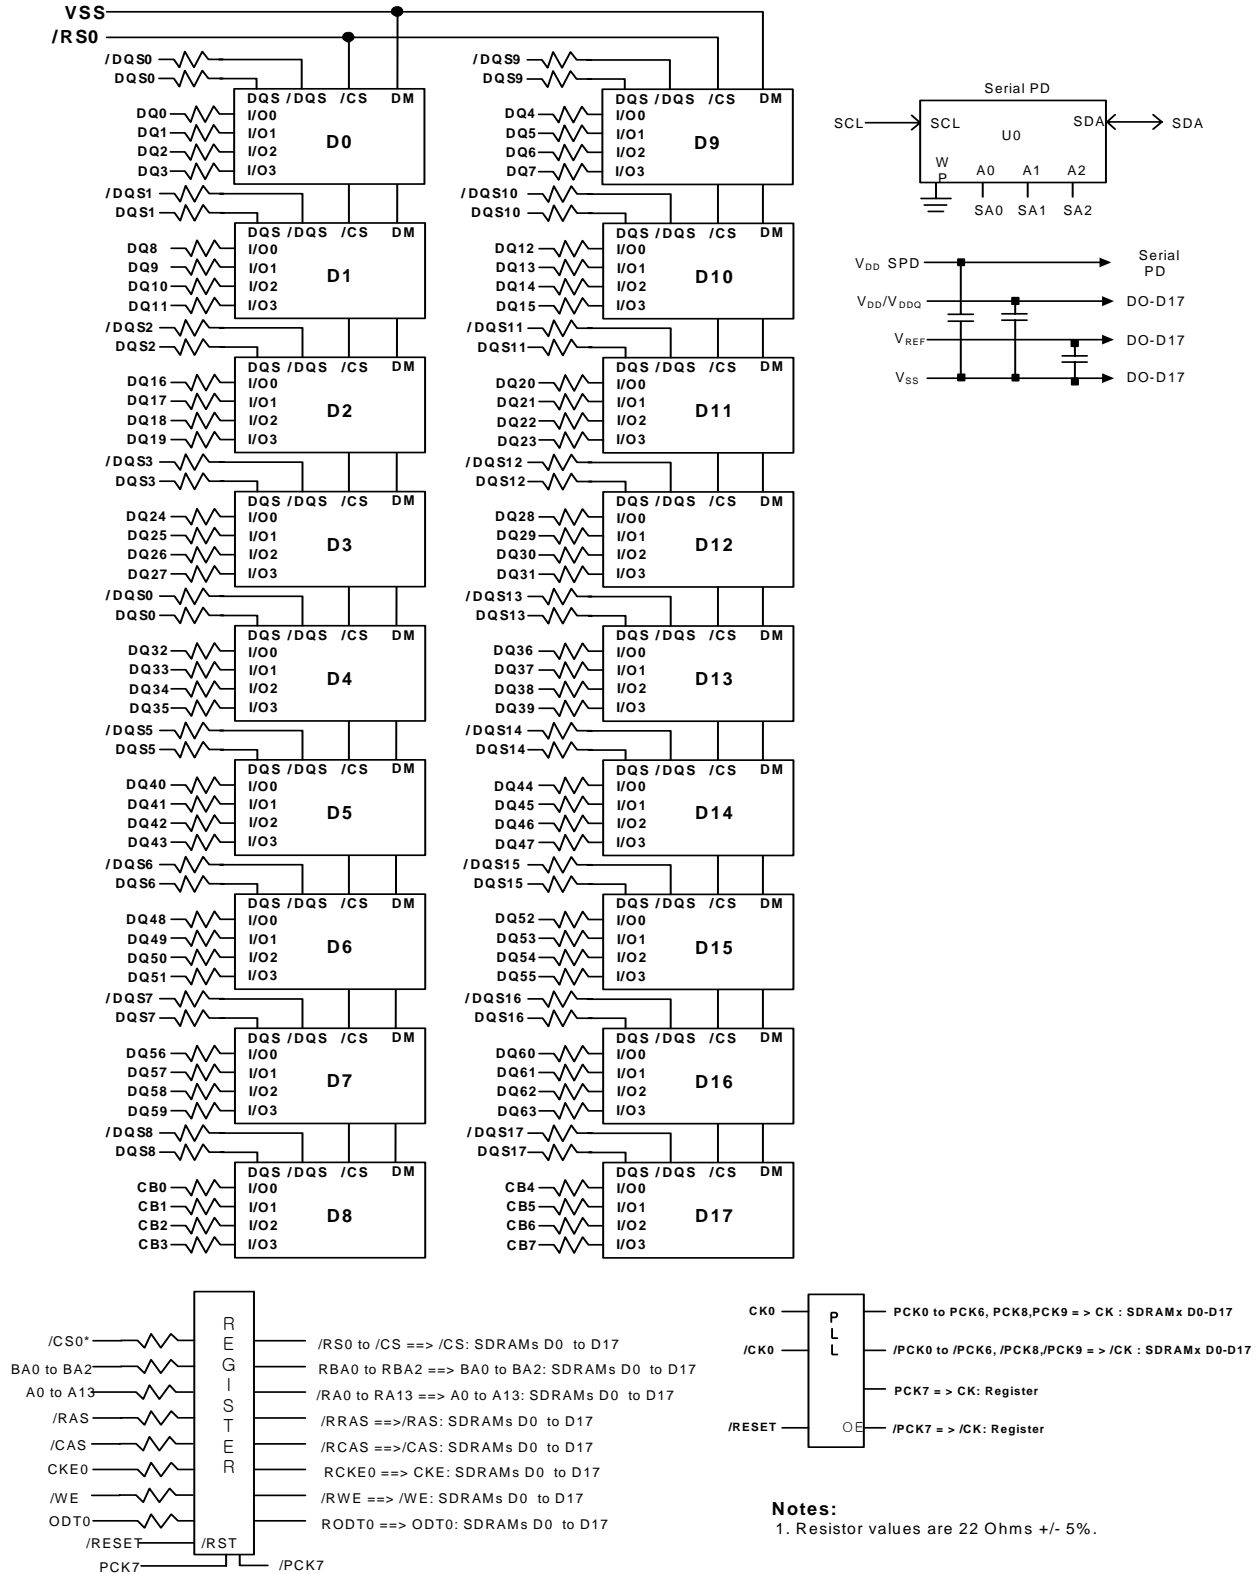 VSS
/RS0
/DQS0
DQS0
DQS /DQS /CS DM
DQ0 I/O0
DQ1 I/O1
DQ2 I/O2
DQ3 I/O3
D0
/DQS1
DQS1
DQS /DQS /CS DM
DQ8 I/O0
DQ9 I/O1
DQ10 I/O2
DQ11 I/O3
D1
/DQS2
DQS2
DQS /DQS /CS DM
DQ16 I/O0
DQ17 I/O1
DQ18 I/O2
DQ19 I/O3
D2
/DQS3
DQS3
DQS /DQS /CS DM
DQ24 I/O0
DQ25 I/O1
DQ26 I/O2
DQ27 I/O3
D3
/DQS0
DQS0
DQS /DQS /CS DM
DQ32 I/O0
DQ33 I/O1
DQ34 I/O2
DQ35 I/O3
D4
/DQS5
DQS5
DQS /DQS /CS DM
DQ40 I/O0
DQ41 I/O1
DQ42 I/O2
DQ43 I/O3
D5
/DQS6
DQS6
DQS /DQS /CS DM
DQ48 I/O0
DQ49 I/O1
DQ50 I/O2
DQ51 I/O3
D6
/DQS7
DQS7
DQS /DQS /CS DM
DQ56 I/O0
DQ57 I/O1
DQ58 I/O2
DQ59 I/O3
D7
/DQS8
DQS8
DQS /DQS /CS DM
CB0 I/O0
CB1 I/O1
CB2 I/O2
CB3 I/O3
D8
/DQS9
DQS9
DQS /DQS /CS DM
DQ4 I/O0
DQ5 I/O1
DQ6 I/O2
DQ7 I/O3
D9
/DQS10
DQS10
DQS /DQS /CS DM
DQ12 I/O0
DQ13 I/O1
DQ14 I/O2
DQ15 I/O3
D10
/DQS11
DQS11
DQS /DQS /CS DM
DQ20 I/O0
DQ21 I/O1
DQ22 I/O2
DQ23 I/O3
D11
/DQS12
DQS12
DQS /DQS /CS DM
DQ28 I/O0
DQ29 I/O1
DQ30 I/O2
DQ31 I/O3
D12
/DQS13
DQS13
DQS /DQS /CS DM
DQ36 I/O0
DQ37 I/O1
DQ38 I/O2
DQ39 I/O3
D13
/DQS14
DQS14
DQS /DQS /CS DM
DQ44 I/O0
DQ45 I/O1
DQ46 I/O2
DQ47 I/O3
D14
/DQS15
DQS15
DQS /DQS /CS DM
DQ52 I/O0
DQ53 I/O1
DQ54 I/O2
DQ55 I/O3
D15
/DQS16
DQS16
DQS /DQS /CS DM
DQ60 I/O0
DQ61 I/O1
DQ62 I/O2
DQ63 I/O3
D16
/DQS17
DQS17
DQS /DQS /CS DM
CB4 I/O0
CB5 I/O1
CB6 I/O2
CB7 I/O3
D17
Serial PD
SCL SCL SDA SDA
U0
WP A0 A1 A2
SA0 SA1 SA2
VDD SPD Serial PD
VDD/VDDQ DO-D17
VREF DO-D17
VSS DO-D17
REGISTER
/CS0* /RS0 to /CS ==> /CS: SDRAMs D0 to D17
BA0 to BA2 RBA0 to RBA2 ==> BA0 to BA2: SDRAMs D0 to D17
A0 to A13 /RA0 to RA13 ==> A0 to A13: SDRAMs D0 to D17
/RAS /RRAS ==>/RAS: SDRAMs D0 to D17
/CAS /RCAS ==>/CAS: SDRAMs D0 to D17
CKE0 RCKE0 ==> CKE: SDRAMs D0 to D17
/WE /RWE ==> /WE: SDRAMs D0 to D17
ODT0 RODT0 ==> ODT0: SDRAMs D0 to D17
/RESET /RST
PCK7 /PCK7
PLL
CK0 PCK0 to PCK6, PCK8,PCK9 = > CK : SDRAMx D0-D17
/CK0 /PCK0 to /PCK6, /PCK8,/PCK9 = > /CK : SDRAMx D0-D17
PCK7 = > CK: Register
/RESET OE /PCK7 = > /CK: Register
Notes:
1. Resistor values are 22 Ohms +/- 5%.